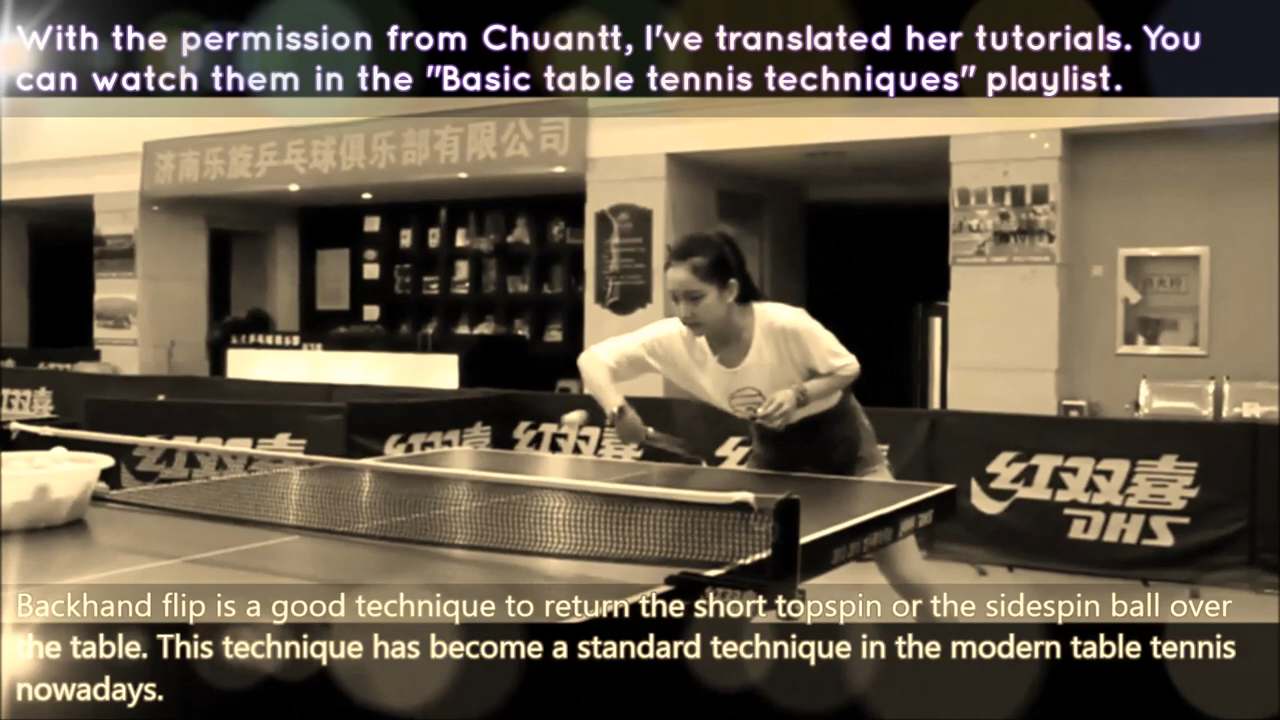 With the permission from Chuantt, I've translated her tutorials. You
can watch them in the "Basic table tennis techniques" playlist.
济南乐旋乒乓球俱乐部有限公司
红双喜
红双喜
红双喜
红双喜
红双喜
DHS
Backhand flip is a good technique to return the short topspin or the sidespin ball over
the table. This technique has become a standard technique in the modern table tennis
nowadays.